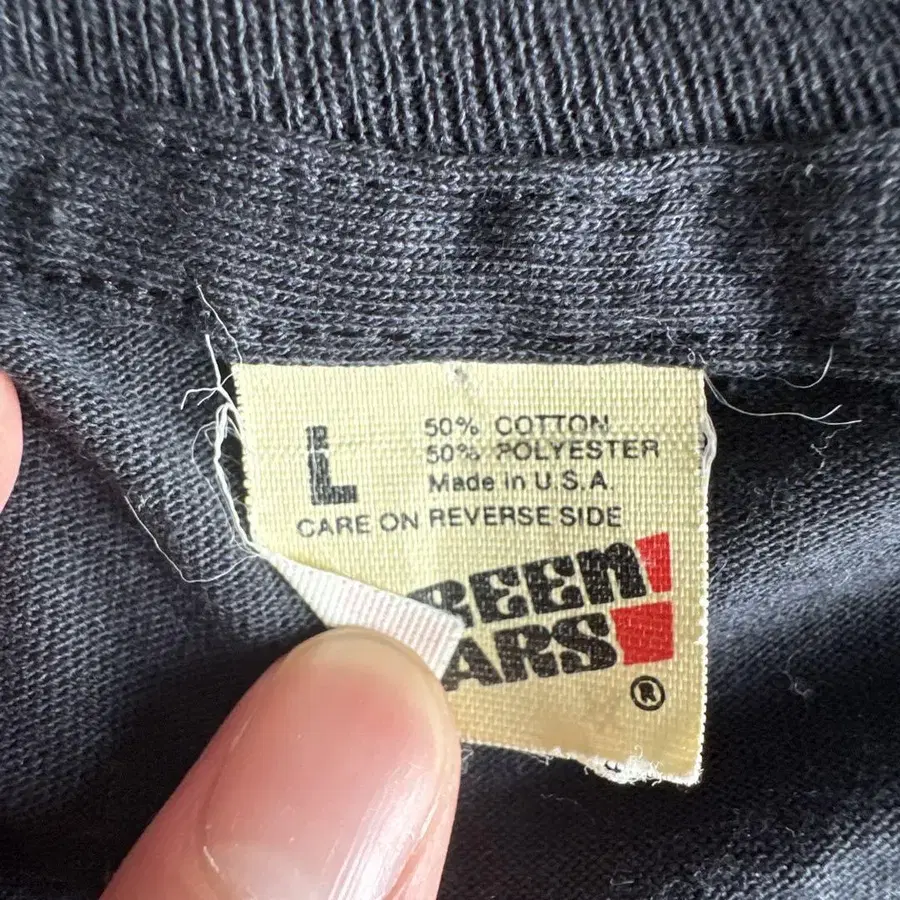 L
50% COTTON
50% POLYESTER
Made in U.S.A.
CARE ON REVERSE SIDE
REEN
ARS
®